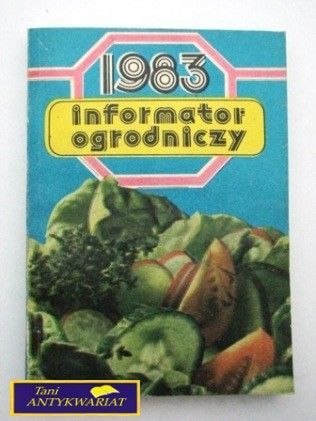 1983
informator
ogrodniczy
Tani
ANTYKWARIAT